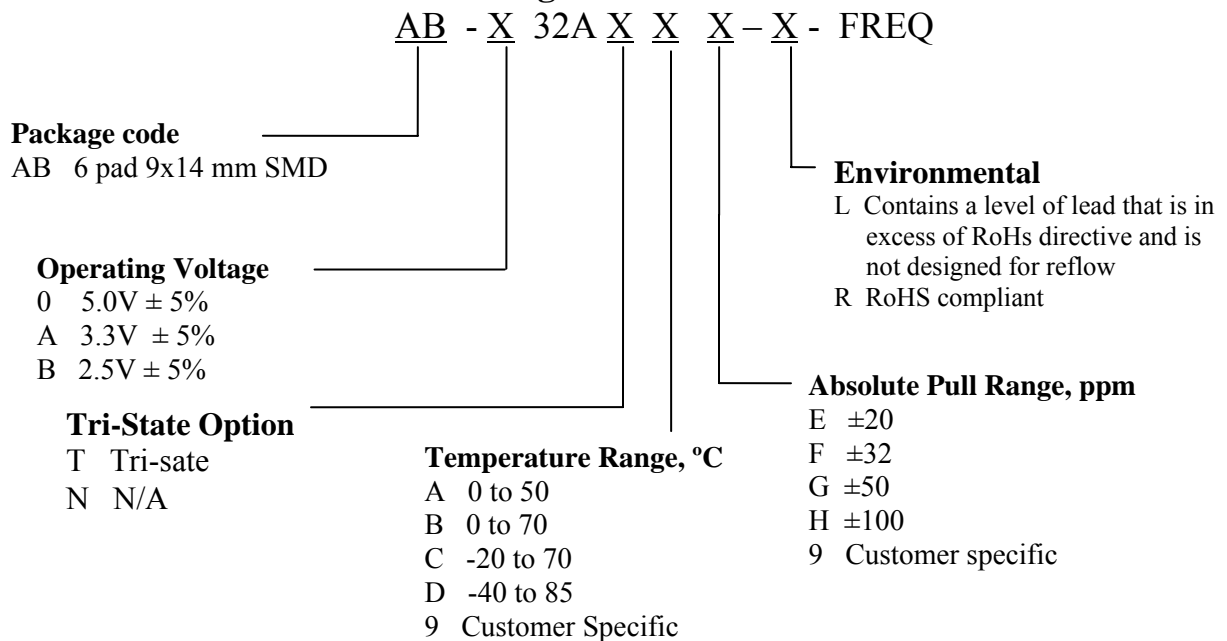 AB - X 32A X X X – X - FREQ
Package code
AB 6 pad 9x14 mm SMD
Operating Voltage
0 5.0V ± 5%
A 3.3V ± 5%
B 2.5V ± 5%
Tri-State Option
T Tri-sate
N N/A
Temperature Range, ºC
A 0 to 50
B 0 to 70
C -20 to 70
D -40 to 85
9 Customer Specific
Absolute Pull Range, ppm
E ±20
F ±32
G ±50
H ±100
9 Customer specific
Environmental
L Contains a level of lead that is in
excess of RoHs directive and is
not designed for reflow
R RoHS compliant